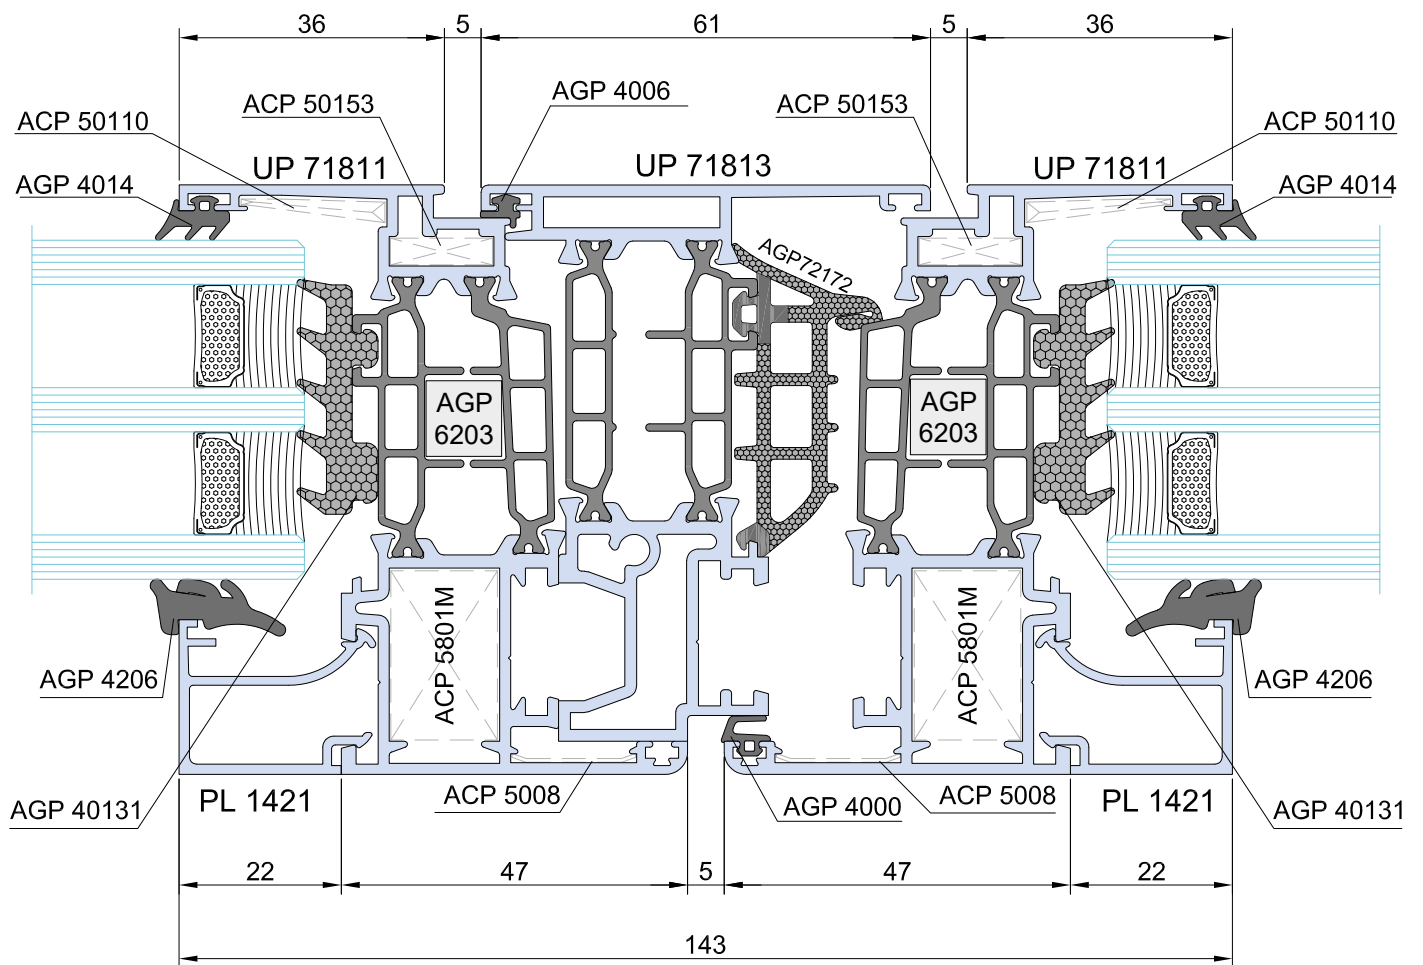 36 5 61 5 36
AGP 4006
ACP 50153
ACP 50153
ACP 50110
ACP 50110
UP 71811
UP 71813
UP 71811
AGP 4014
AGP 4014
AGP72172
AGP
6203
AGP
6203
ACP 5801M
ACP 5801M
AGP 4206
AGP 4206
PL 1421
ACP 5008
AGP 4000
ACP 5008
PL 1421
AGP 40131
AGP 40131
22 47 5 47 22
143